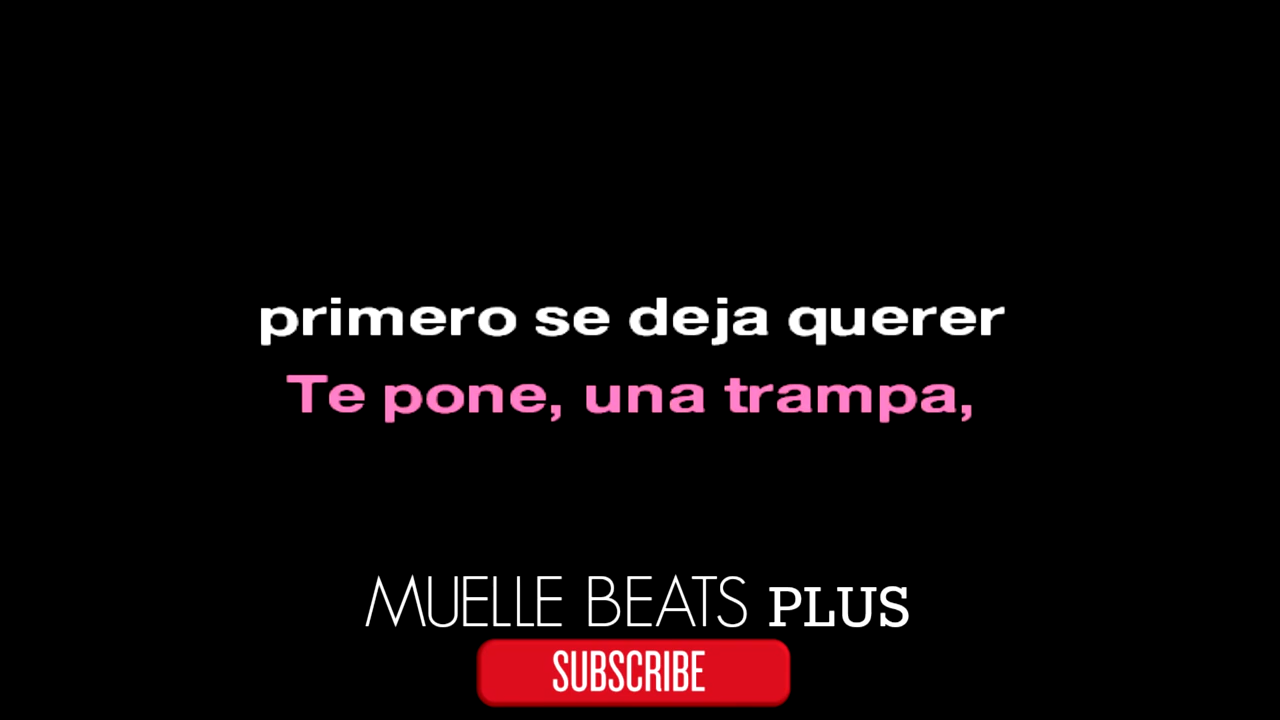 primero se deja querer
Te pone, una trampa,
MUELLE BEATS PLUS
SUBSCRIBE